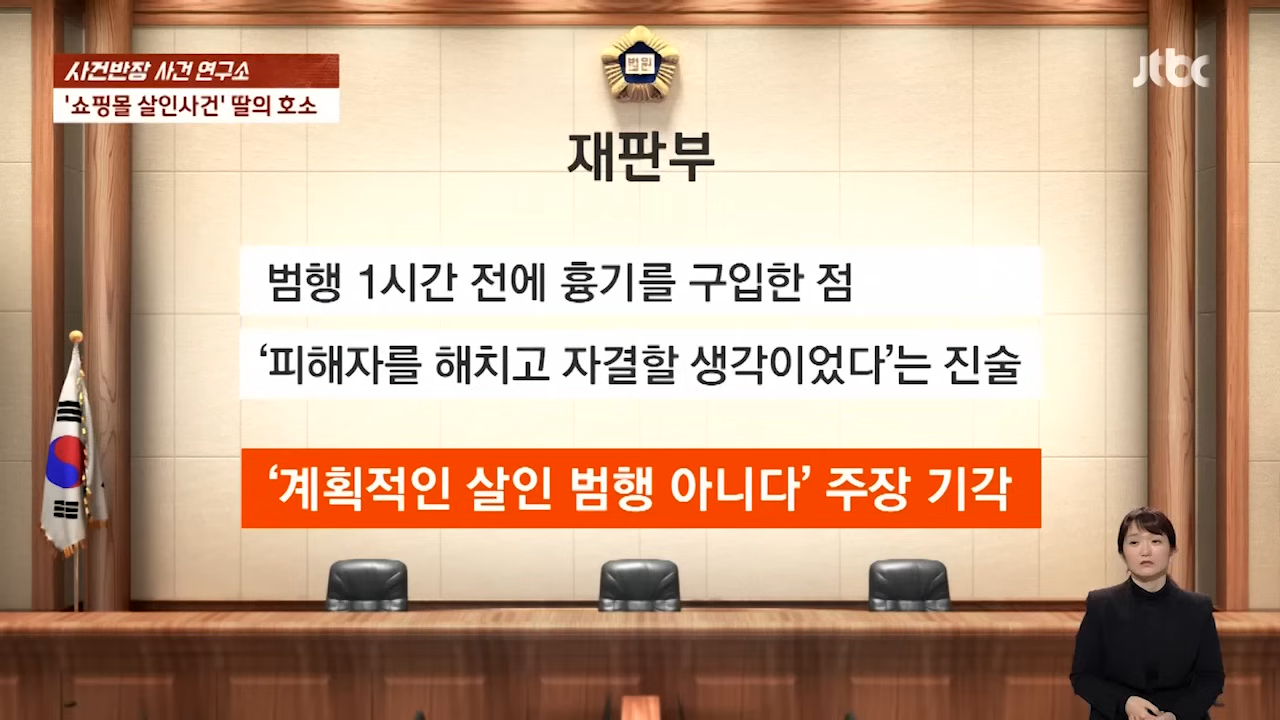 사건반장 사건 연구소
'쇼핑몰 살인사건' 딸의 호소
jtbc
법원
재판부
범행 1시간 전에 흉기를 구입한 점
‘피해자를 해치고 자결할 생각이었다’는 진술
‘계획적인 살인 범행 아니다’ 주장 기각